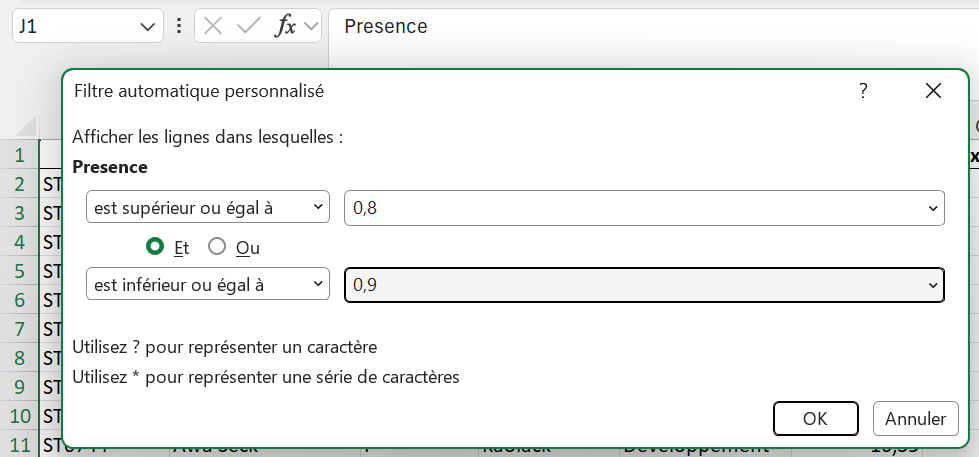 J1 fx Presence
Filtre automatique personnalisé ?
Afficher les lignes dans lesquelles :
Presence
est supérieur ou égal à 0,8
Et Ou
est inférieur ou égal à 0,9
Utilisez ? pour représenter un caractère
Utilisez * pour représenter une série de caractères
OK Annuler
1 x
2 ST
3 ST
4 ST
5 ST
6 ST
7 ST
8 ST
9 ST
10 ST
11